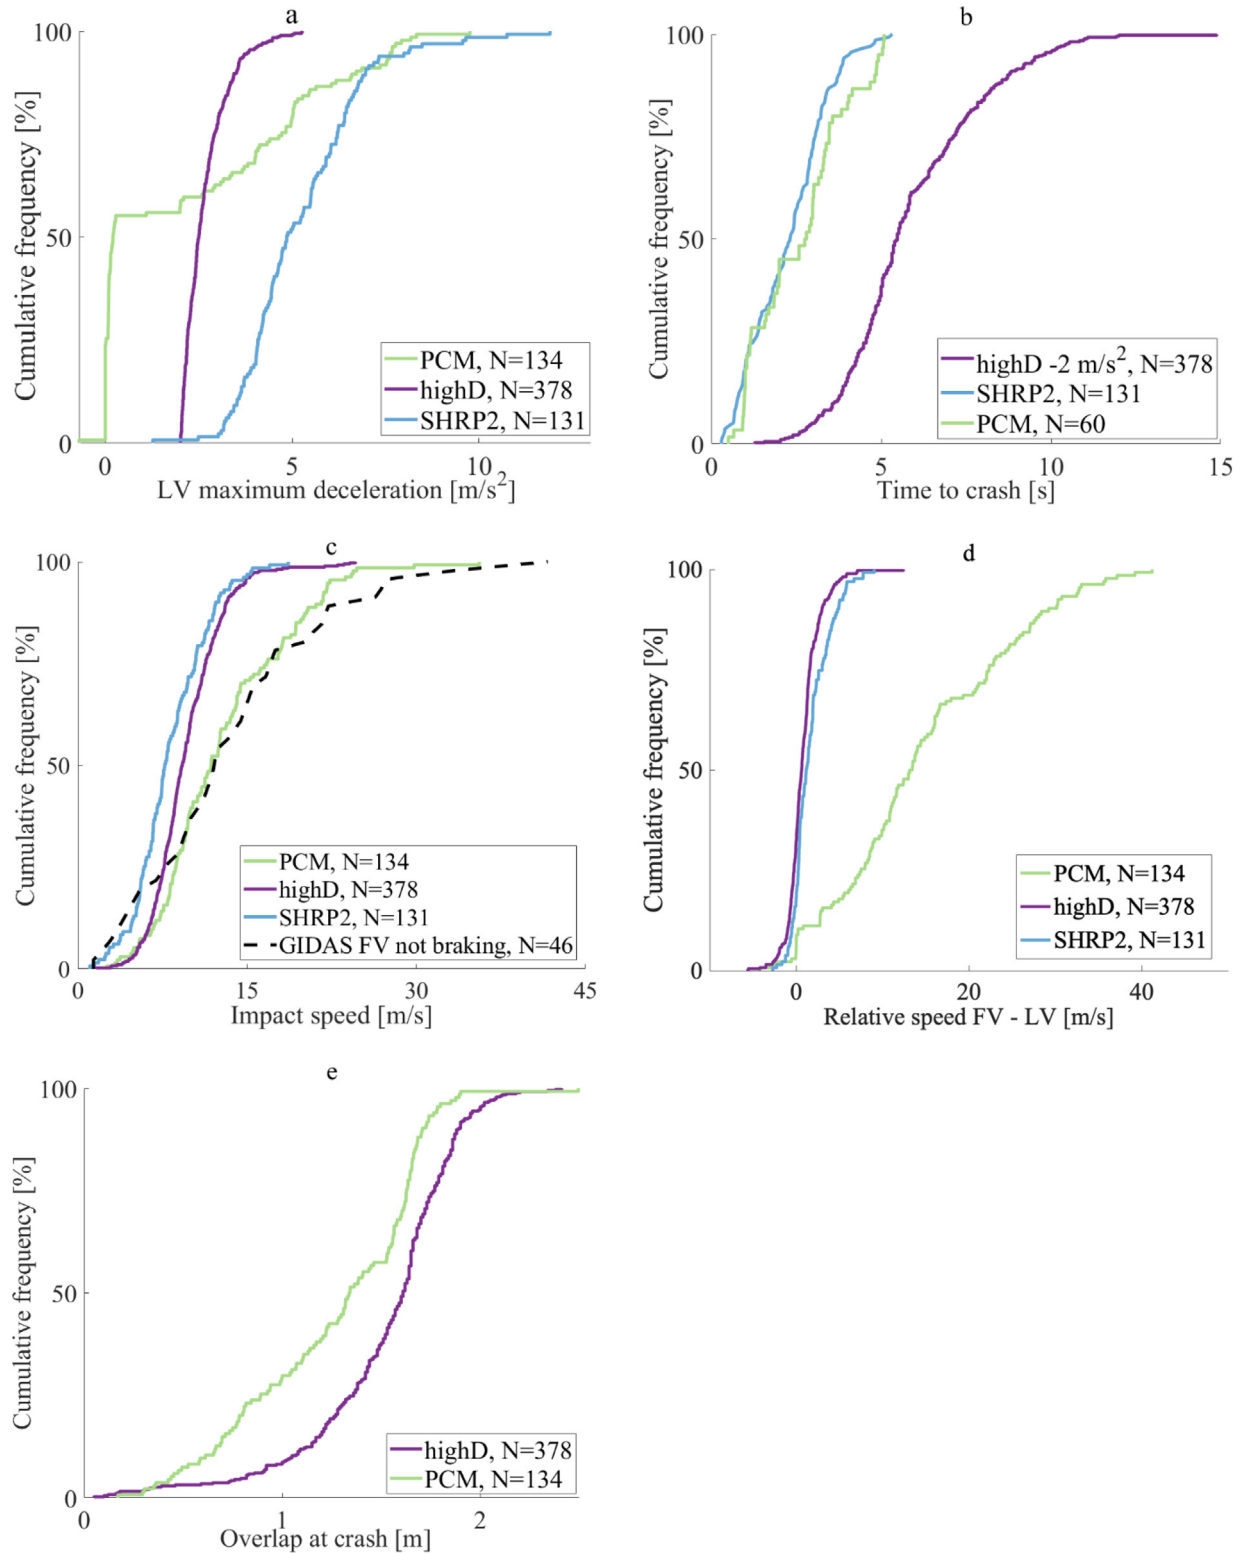 a
100
50
0
Cumulative frequency [%]
PCM, N=134
highD, N=378
SHRP2, N=131
0 5 10
LV maximum deceleration [m/s²]
b
100
50
0
Cumulative frequency [%]
highD -2 m/s², N=378
SHRP2, N=131
PCM, N=60
0 5 10 15
Time to crash [s]
c
100
50
0
Cumulative frequency [%]
PCM, N=134
highD, N=378
SHRP2, N=131
GIDAS FV not braking, N=46
0 15 30 45
Impact speed [m/s]
d
100
50
0
Cumulative frequency [%]
PCM, N=134
highD, N=378
SHRP2, N=131
0 20 40
Relative speed FV - LV [m/s]
e
100
50
0
Cumulative frequency [%]
highD, N=378
PCM, N=134
0 1 2
Overlap at crash [m]